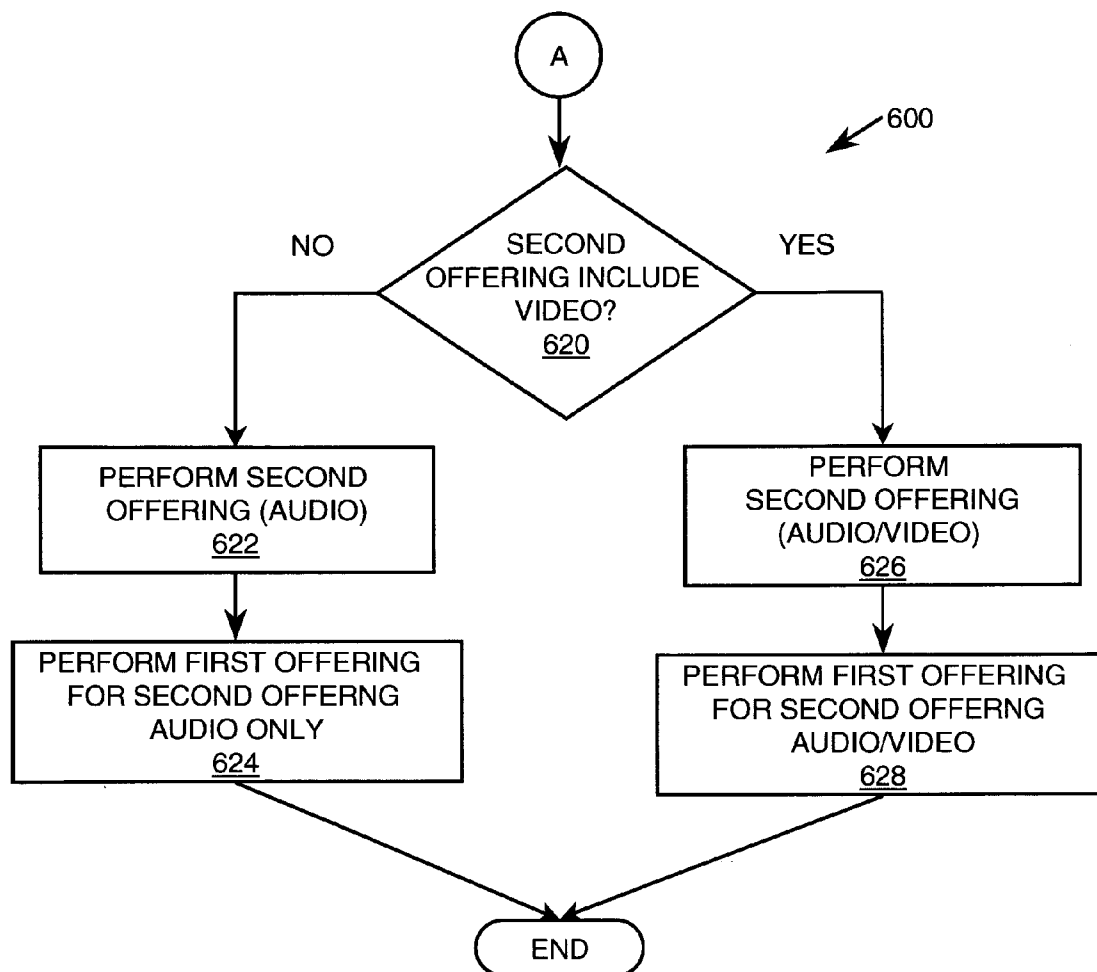 A
600
NO
YES
SECOND
OFFERING INCLUDE
VIDEO?
620
PERFORM SECOND
OFFERING (AUDIO)
622
PERFORM
SECOND OFFERING
(AUDIO/VIDEO)
626
PERFORM FIRST OFFERING
FOR SECOND OFFERNG
AUDIO ONLY
624
PERFORM FIRST OFFERING
FOR SECOND OFFERNG
AUDIO/VIDEO
628
END